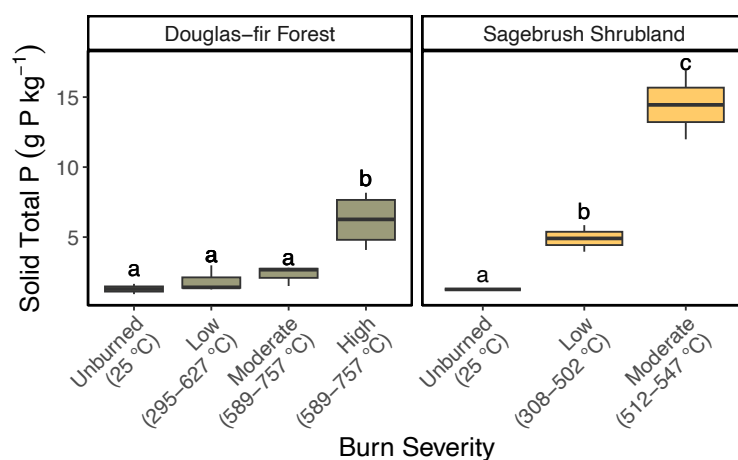 Douglas−fir Forest
Sagebrush Shrubland
Solid Total P (g P kg⁻¹)
15
10
5
a
a
a
b
a
b
c
Unburned
(25 °C)
Low
(295−627 °C)
Moderate
(589−757 °C)
High
(589−757 °C)
Unburned
(25 °C)
Low
(308−502 °C)
Moderate
(512−547 °C)
Burn Severity